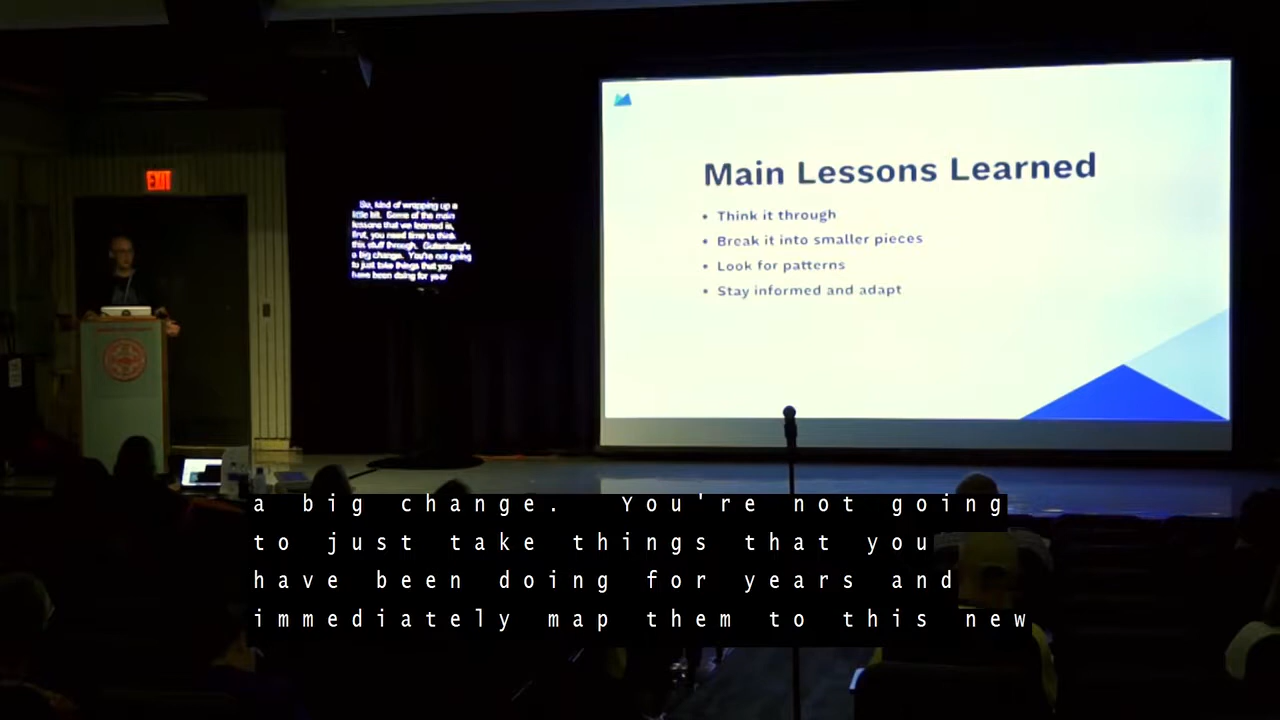 EXIT
So, kind of wrapping up a
little bit. Some of the main
lessons that we learned is,
first, you need time to think
this stuff through. Gutenberg's
a big change. You're not going
to just take things that you
have been doing for year
Main Lessons Learned
• Think it through
• Break it into smaller pieces
• Look for patterns
• Stay informed and adapt
a big change. You're not going
to just take things that you
have been doing for years and
immediately map them to this new